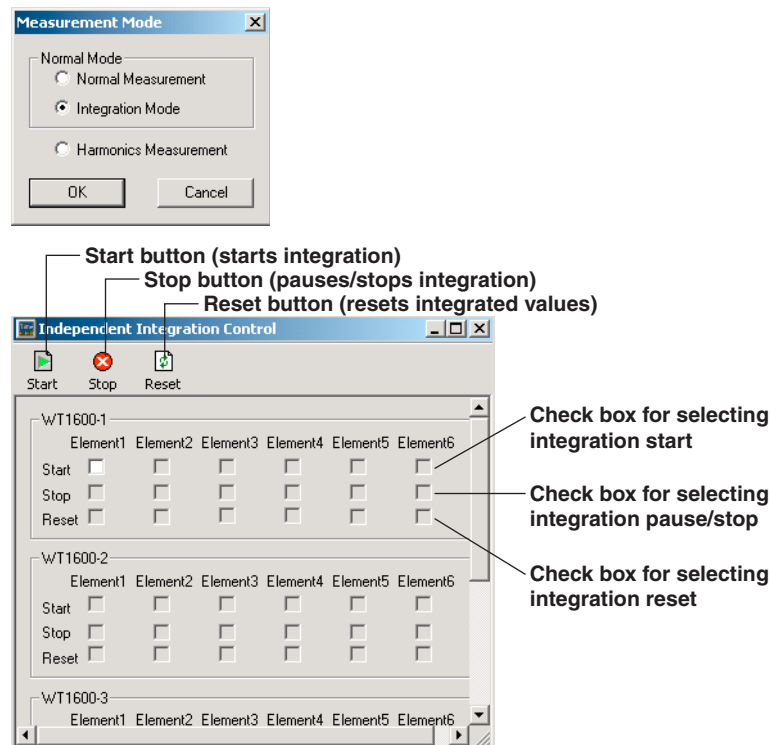 Measurement Mode
Normal Mode
Normal Measurement
Integration Mode
Harmonics Measurement
OK Cancel
Start button (starts integration)
Stop button (pauses/stops integration)
Reset button (resets integrated values)
Independent Integration Control
Start Stop Reset
WT1600-1
Element1 Element2 Element3 Element4 Element5 Element6
Start
Stop
Reset
Check box for selecting
integration start
Check box for selecting
integration pause/stop
Check box for selecting
integration reset
WT1600-2
Element1 Element2 Element3 Element4 Element5 Element6
Start
Stop
Reset
WT1600-3
Element1 Element2 Element3 Element4 Element5 Element6